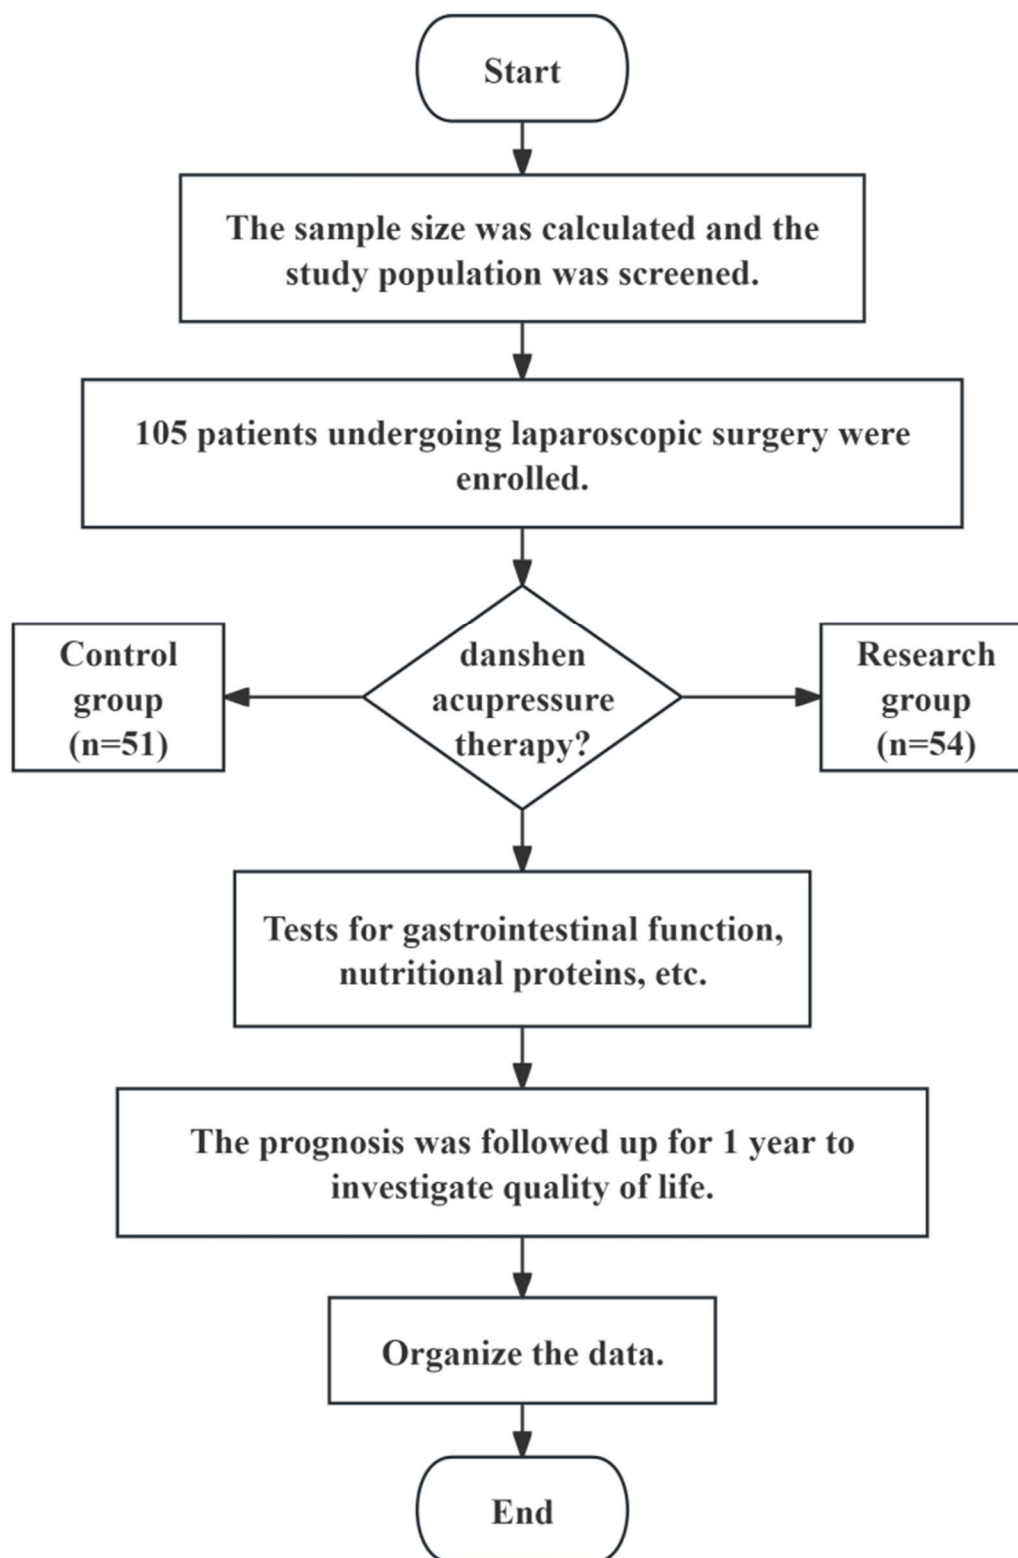 Start
The sample size was calculated and the
study population was screened.
105 patients undergoing laparoscopic surgery were
enrolled.
Control
group
(n=51)
danshen
acupressure
therapy?
Research
group
(n=54)
Tests for gastrointestinal function,
nutritional proteins, etc.
The prognosis was followed up for 1 year to
investigate quality of life.
Organize the data.
End